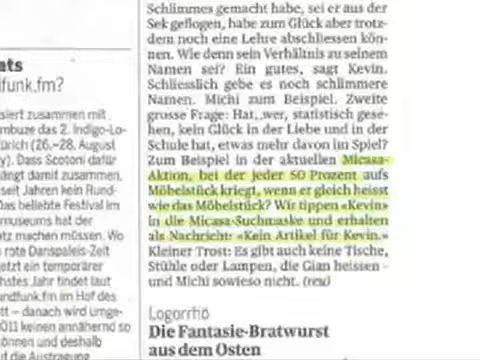 Schlimmes gemacht habe, sei er aus der
Sek geflogen, habe zum Glück aber trotz-
dem noch eine Lehre abschliessen kön-
nen. Wie denn sein Verhältnis zu seinem
Namen sei? Ein gutes, sagt Kevin.
Schliesslich gebe es noch schlimmere
Namen. Michi zum Beispiel. Zweite
grosse Frage: Hat, wer, statistisch gese-
hen, kein Glück in der Liebe und in der
Schule hat, etwas mehr davon im Spiel?
Zum Beispiel in der aktuellen Micasa-
Aktion, bei der jeder 50 Prozent aufs
Möbelstück kriegt, wenn er gleich heisst
wie das Möbelstück? Wir tippen «Kevin»
in die Micasa-Suchmaske und erhalten
als Nachricht: «Kein Artikel für Kevin.»
Kleiner Trost: Es gibt auch keine Tische,
Stühle oder Lampen, die Gian heissen -
und Michi sowieso nicht. (reu)
Logorrhö
Die Fantasie-Bratwurst
aus dem Osten
ats
dfunk.fm?
siert zusammen mit
mbuze das 2. Indigo-Lo-
ürich (26.–28. August
y). Dass Scotoni dafür
ängt damit zusammen,
seit Jahren kein Rund-
Das beliebte Festival im
museums hat der
atz machen müssen. Wo
rote Danspaleis-Zeit
etzt ein temporärer
chstes Jahr findet laut
undfunk.fm im Hof des
tt – danach wird umge-
011 keinen annähernd so
önnen und deshalb
uf die Austragung